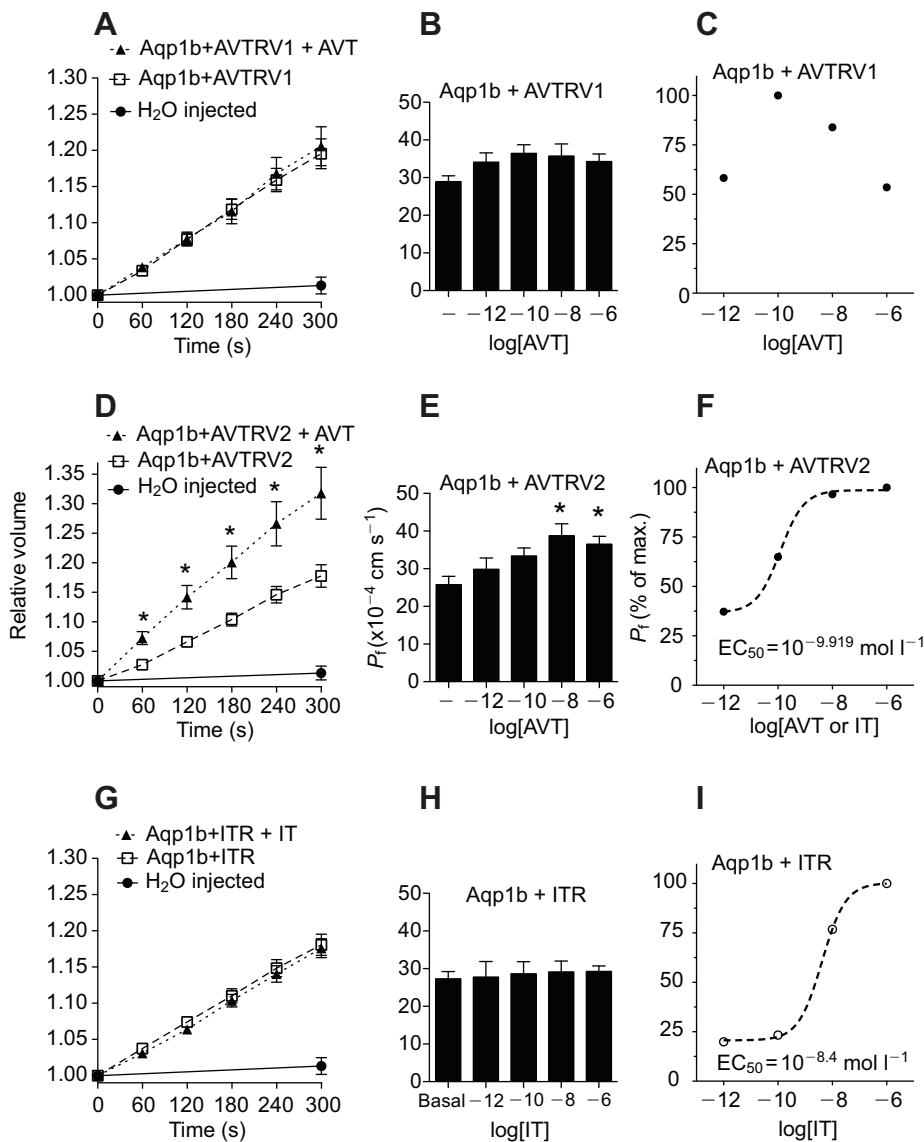 A
Aqp1b+AVTRV1 + AVT
Aqp1b+AVTRV1
H2O injected
1.30
1.20
1.15
1.10
1.05
1.00
0 60 120 180 240 300
Time (s)
B
Aqp1b + AVTRV1
50
40
30
20
10
0
− −12 −10 −8 −6
log[AVT]
C
Aqp1b + AVTRV1
100
75
50
25
0
−12 −10 −8 −6
log[AVT]
D
Aqp1b+AVTRV2 + AVT
Aqp1b+AVTRV2
H2O injected
Relative volume
1.35
1.30
1.20
1.15
1.10
1.05
1.00
* * * * *
0 60 120 180 240 300
Time (s)
E
Aqp1b + AVTRV2
Pf (x10−4 cm s−1)
50
40
30
20
10
0
* *
− −12 −10 −8 −6
log[AVT]
F
Aqp1b + AVTRV2
Pf (% of max.)
100
75
50
25
0
EC50=10−9.919 mol l−1
−12 −10 −8 −6
log[AVT or IT]
G
Aqp1b+ITR + IT
Aqp1b+ITR
H2O injected
1.30
1.20
1.15
1.10
1.05
1.00
0 60 120 180 240 300
Time (s)
H
Aqp1b + ITR
50
40
30
20
10
0
Basal −12 −10 −8 −6
log[IT]
I
Aqp1b + ITR
100
75
50
25
0
EC50=10−8.4 mol l−1
−12 −10 −8 −6
log[IT]